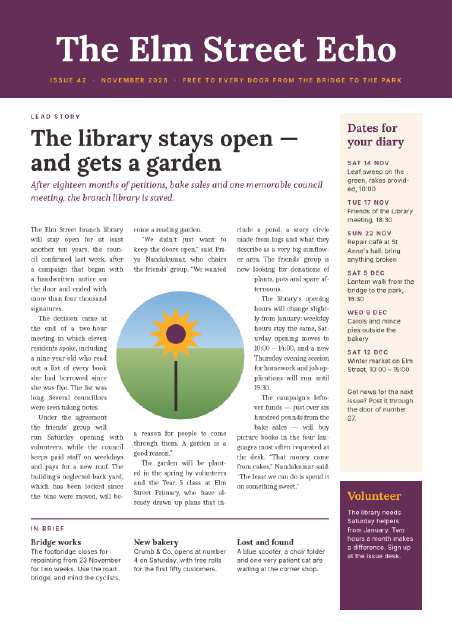 The Elm Street Echo
ISSUE 42 · NOVEMBER 2026 · FREE TO EVERY DOOR FROM THE BRIDGE TO THE PARK
LEAD STORY
The library stays open —
and gets a garden
After eighteen months of petitions, bake sales and one memorable council
meeting, the branch library is saved.
The Elm Street branch library
will stay open for at least
another ten years, the coun-
cil confirmed last week, after
a campaign that began with
a handwritten notice on
the door and ended with
more than four thousand
signatures.
The decision came at
the end of a two-hour
meeting in which eleven
residents spoke, including
a nine-year-old who read
out a list of every book
she had borrowed since
she was five. The list was
long. Several councillors
were seen taking notes.
Under the agreement
the friends' group will
run Saturday opening with
volunteers, while the council
keeps paid staff on weekdays
and pays for a new roof. The
building's neglected back yard,
which has been locked since
the bins were moved, will be-
come a reading garden.
"We didn't just want to
keep the doors open," said Pri-
ya Nandakumar, who chairs
the friends' group. "We wanted
a reason for people to come
through them. A garden is a
good reason."
The garden will be plant-
ed in the spring by volunteers
and the Year 5 class at Elm
Street Primary, who have al-
ready drawn up plans that in-
clude a pond, a story circle
made from logs and what they
describe as a very big sunflow-
er area. The friends' group is
now looking for donations of
plants, pots and spare af-
ternoons.
The library's opening
hours will change slight-
ly from January: weekday
hours stay the same, Sat-
urday opening moves to
10:00 – 14:00, and a new
Thursday evening session
for homework and job ap-
plications will run until
19:30.
The campaign's lefto-
ver funds — just over six
hundred pounds from the
bake sales — will buy
picture books in the four lan-
guages most often requested at
the desk. "That money came
from cakes," Nandakumar said.
"The least we can do is spend it
on something sweet."
IN BRIEF
Bridge works
The footbridge closes for
repainting from 23 November
for two weeks. Use the road
bridge, and mind the cyclists.
New bakery
Crumb & Co. opens at number
4 on Saturday, with free rolls
for the first fifty customers.
Lost and found
A blue scooter, a choir folder
and one very patient cat are
waiting at the corner shop.
Dates for
your diary
SAT 14 NOV
Leaf sweep on the
green, rakes provid-
ed, 10:00
TUE 17 NOV
Friends of the Library
meeting, 18:30
SUN 22 NOV
Repair café at St
Anne's hall: bring
anything broken
SAT 5 DEC
Lantern walk from the
bridge to the park,
16:30
WED 9 DEC
Carols and mince
pies outside the
bakery
SAT 12 DEC
Winter market on Elm
Street, 10:00 – 15:00
Got news for the next
issue? Post it through
the door of number
27.
Volunteer
The library needs
Saturday helpers
from January. Two
hours a month makes
a difference. Sign up
at the issue desk.